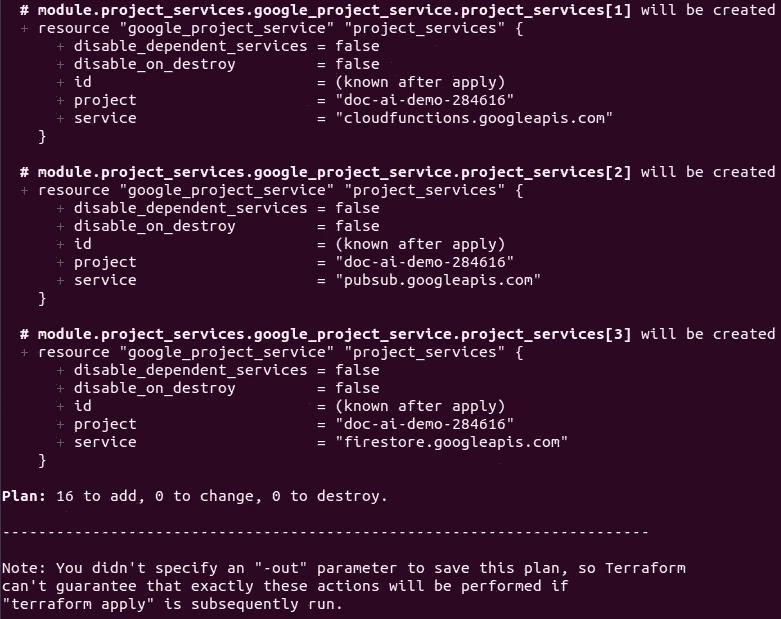 # module.project_services.google_project_service.project_services[1] will be created
+ resource "google_project_service" "project_services" {
+ disable_dependent_services = false
+ disable_on_destroy         = false
+ id                         = (known after apply)
+ project                    = "doc-ai-demo-284616"
+ service                    = "cloudfunctions.googleapis.com"
}
# module.project_services.google_project_service.project_services[2] will be created
+ resource "google_project_service" "project_services" {
+ disable_dependent_services = false
+ disable_on_destroy         = false
+ id                         = (known after apply)
+ project                    = "doc-ai-demo-284616"
+ service                    = "pubsub.googleapis.com"
}
# module.project_services.google_project_service.project_services[3] will be created
+ resource "google_project_service" "project_services" {
+ disable_dependent_services = false
+ disable_on_destroy         = false
+ id                         = (known after apply)
+ project                    = "doc-ai-demo-284616"
+ service                    = "firestore.googleapis.com"
}
Plan: 16 to add, 0 to change, 0 to destroy.
------------------------------------------------------------------------
Note: You didn't specify an "-out" parameter to save this plan, so Terraform
can't guarantee that exactly these actions will be performed if
"terraform apply" is subsequently run.